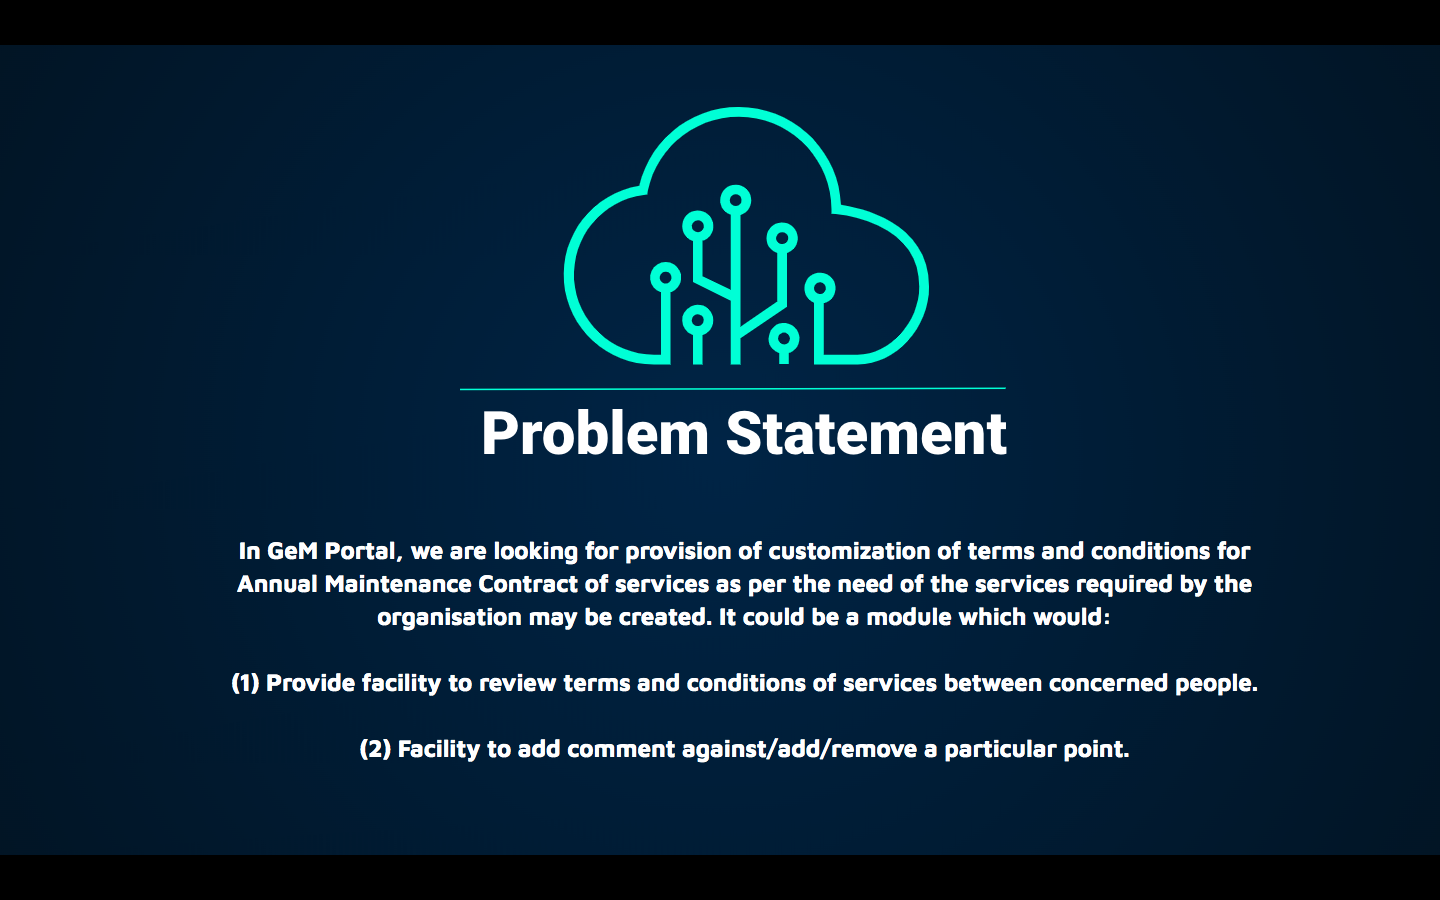 Problem Statement
In GeM Portal, we are looking for provision of customization of terms and conditions for
Annual Maintenance Contract of services as per the need of the services required by the
organisation may be created. It could be a module which would:
(1) Provide facility to review terms and conditions of services between concerned people.
(2) Facility to add comment against/add/remove a particular point.